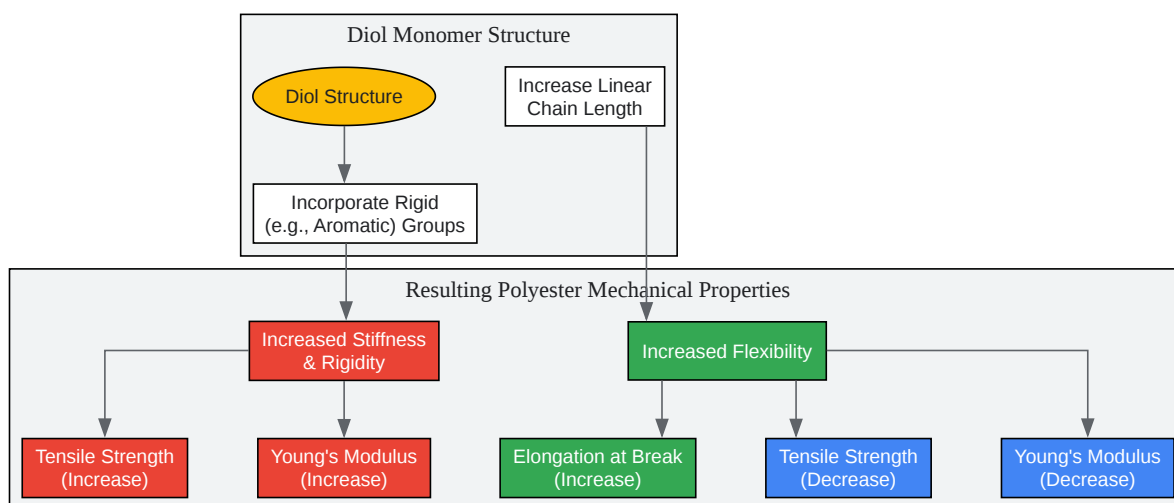 Diol Monomer Structure
Diol Structure
Increase Linear
Chain Length
Incorporate Rigid
(e.g., Aromatic) Groups
Resulting Polyester Mechanical Properties
Increased Stiffness
& Rigidity
Increased Flexibility
Tensile Strength
(Increase)
Young's Modulus
(Increase)
Elongation at Break
(Increase)
Tensile Strength
(Decrease)
Young's Modulus
(Decrease)